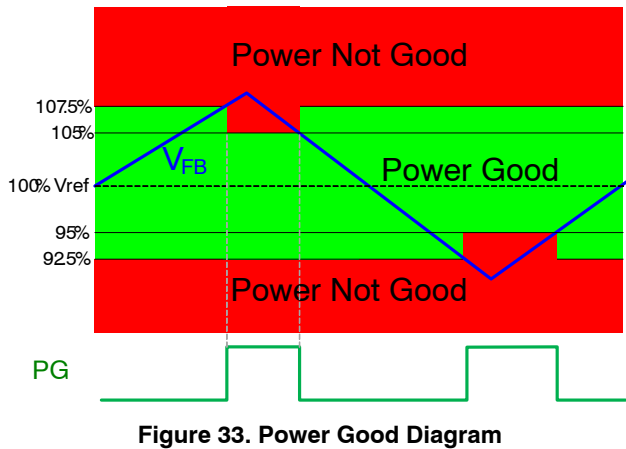 Power Not Good
107.5%
105%
VFB
100% Vref
Power Good
95%
92.5%
Power Not Good
PG
Figure 33. Power Good Diagram